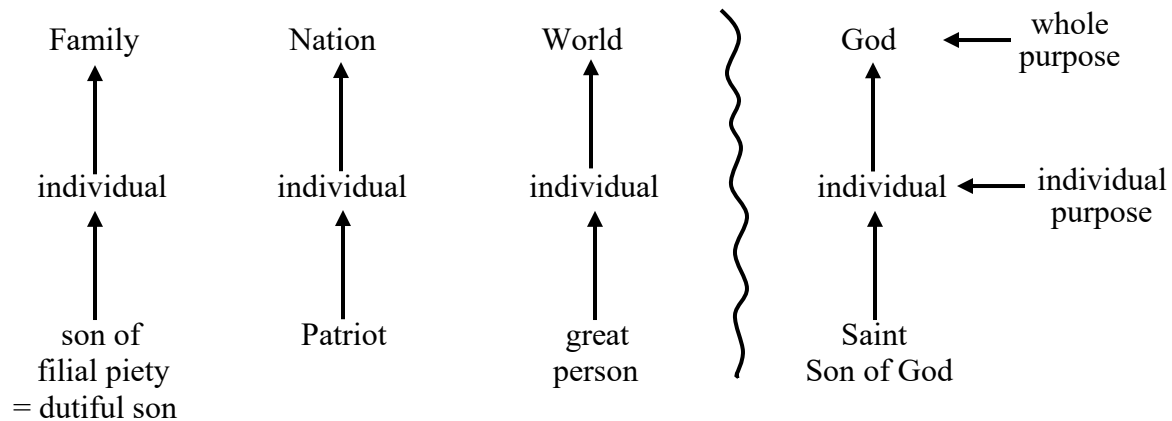 Family
Nation
World
God
whole
purpose
individual
individual
individual
individual
individual
purpose
son of
filial piety
= dutiful son
Patriot
great
person
Saint
Son of God